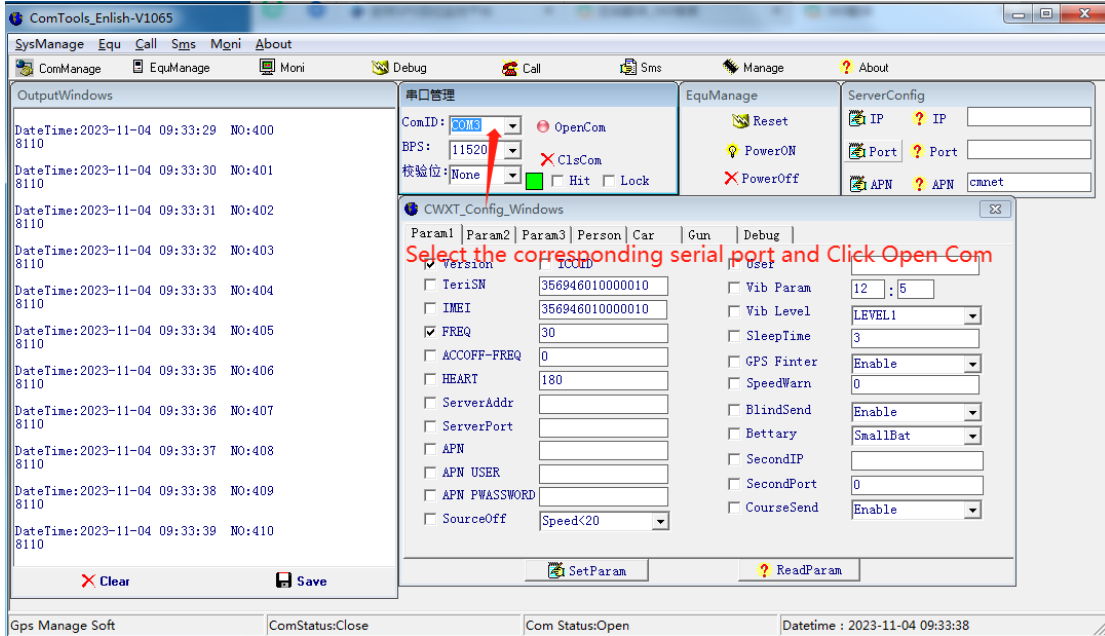 ComTools_Enlish-V1065
SysManage Equ Call Sms Moni About
ComManage EquManage Moni Debug Call Sms Manage About
OutputWindows
DateTime:2023-11-04 09:33:29 NO:400
8110
DateTime:2023-11-04 09:33:30 NO:401
8110
DateTime:2023-11-04 09:33:31 NO:402
8110
DateTime:2023-11-04 09:33:32 NO:403
8110
DateTime:2023-11-04 09:33:33 NO:404
8110
DateTime:2023-11-04 09:33:34 NO:405
8110
DateTime:2023-11-04 09:33:35 NO:406
8110
DateTime:2023-11-04 09:33:36 NO:407
8110
DateTime:2023-11-04 09:33:37 NO:408
8110
DateTime:2023-11-04 09:33:38 NO:409
8110
DateTime:2023-11-04 09:33:39 NO:410
8110
Clear Save
串口管理
ComID: COM3 OpenCom
BPS: 11520 ClsCom
校验位: None Hit Lock
EquManage
Reset
PowerON
PowerOff
ServerConfig
IP ? IP
Port ? Port
APN ? APN cmnet
CWXT_Config_Windows
Param1 Param2 Param3 Person Car Gun Debug
Select the corresponding serial port and Click Open Com
Version ICCID User
TeriSN 356946010000010 Vib Param 12 : 5
IMEI 356946010000010 Vib Level LEVEL1
FREQ 30 SleepTime 3
ACCOFF-FREQ 0 GPS Finter Enable
HEART 180 SpeedWarn 0
ServerAddr BlindSend Enable
ServerPort Bettary SmallBat
APN SecondIP
APN USER SecondPort 0
APN PWASSWORD CourseSend Enable
SourceOff Speed<20
SetParam ? ReadParam
Gps Manage Soft ComStatus:Close Com Status:Open Datetime : 2023-11-04 09:33:38